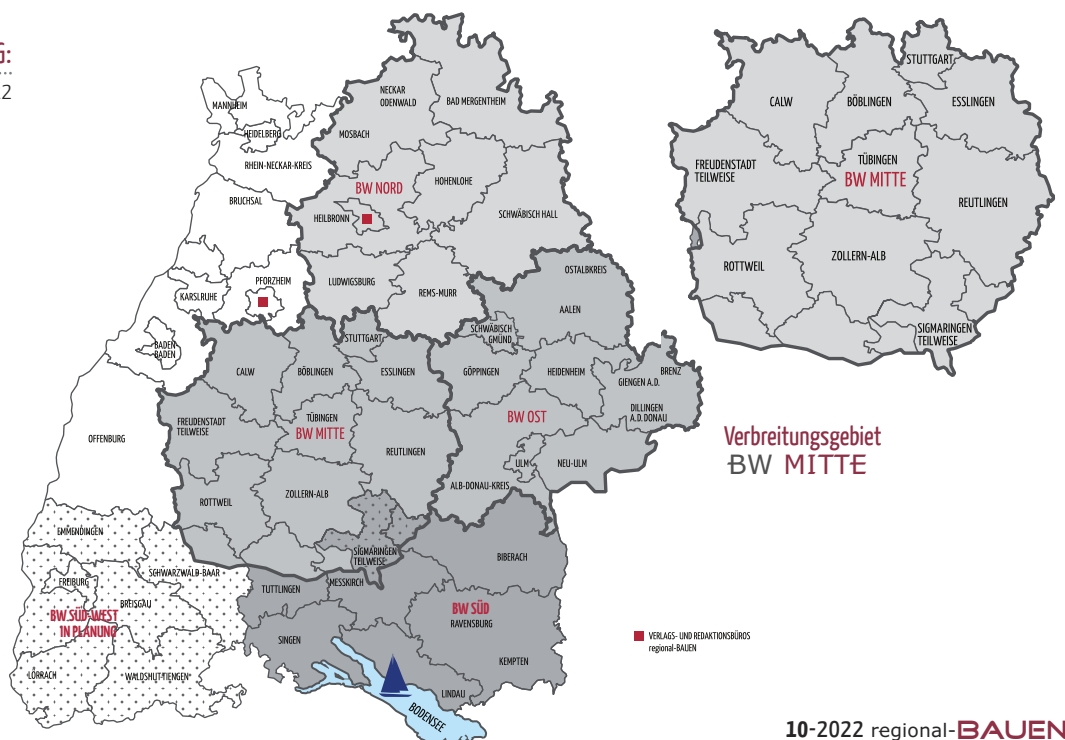 G:
2
MANNHEIM
HEIDELBERG
RHEIN-NECKAR-KREIS
BRUCHSAL
PFORZHEIM
KARLSRUHE
BADEN
BADEN
OFFENBURG
NECKAR
ODENWALD
BAD MERGENTHEIM
MOSBACH
BW NORD
HOHENLOHE
HEILBRONN
SCHWÄBISCH HALL
LUDWIGSBURG
REMS-MURR
OSTALBKREIS
AALEN
SCHWÄBISCH
GMÜND
GÖPPINGEN
HEIDENHEIM
BRENZ
GIENGEN A.D.
DILLINGEN
A.D. DONAU
BW OST
ULM
NEU-ULM
ALB-DONAU-KREIS
STUTTGART
CALW
BÖBLINGEN
ESSLINGEN
FREUDENSTADT
TEILWEISE
TÜBINGEN
BW MITTE
REUTLINGEN
ROTTWEIL
ZOLLERN-ALB
SIGMARINGEN
TEILWEISE
EMMENDINGEN
FREIBURG
SCHWARZWALD-BAAR
BREISGAU
BW SÜD-WEST
IN PLANUNG
LÖRRACH
WALDSHUT-TIENGEN
TUTTLINGEN
MESSKIRCH
BIBERACH
BW SÜD
RAVENSBURG
SINGEN
KEMPTEN
LINDAU
BODENSEE
STUTTGART
CALW
BÖBLINGEN
ESSLINGEN
FREUDENSTADT
TEILWEISE
TÜBINGEN
BW MITTE
REUTLINGEN
ROTTWEIL
ZOLLERN-ALB
SIGMARINGEN
TEILWEISE
Verbreitungsgebiet
BW MITTE
VERLAGS- UND REDAKTIONSBÜROS
regional-BAUEN
10-2022 regional-BAUEN